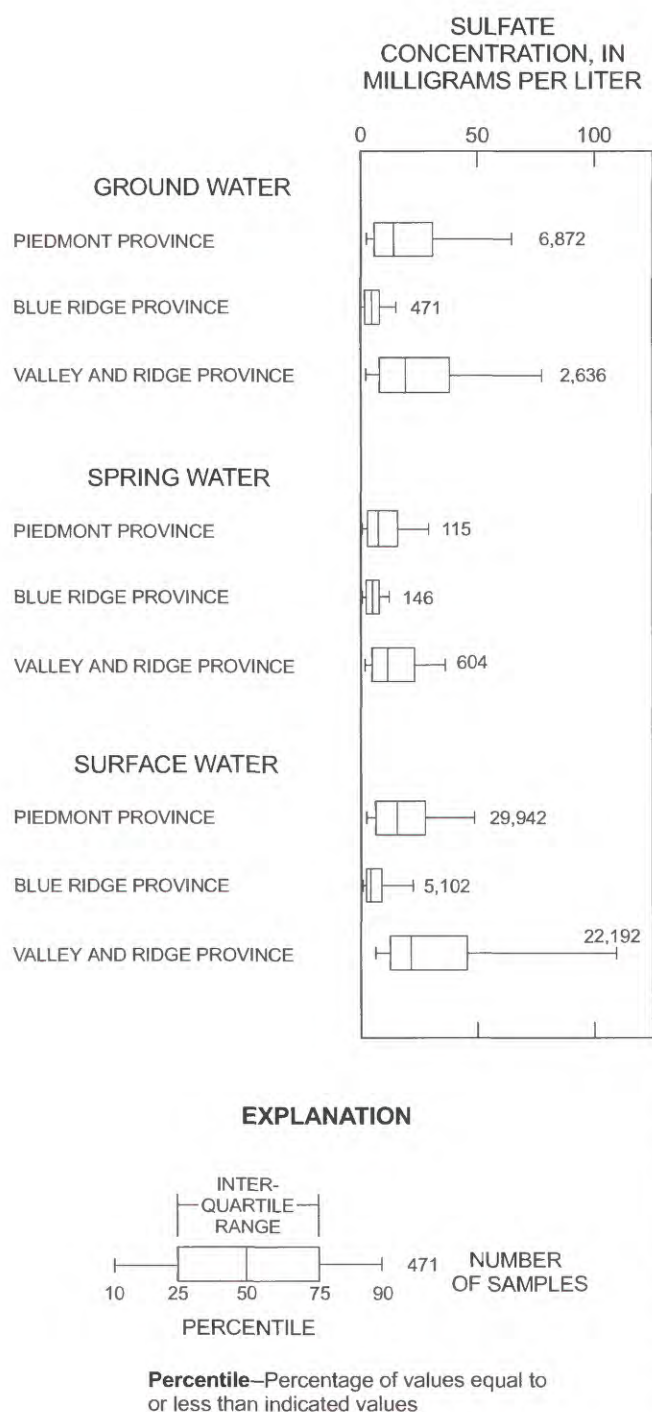 SULFATE
CONCENTRATION, IN
MILLIGRAMS PER LITER
0 50 100
GROUND WATER
PIEDMONT PROVINCE 6,872
BLUE RIDGE PROVINCE 471
VALLEY AND RIDGE PROVINCE 2,636
SPRING WATER
PIEDMONT PROVINCE 115
BLUE RIDGE PROVINCE 146
VALLEY AND RIDGE PROVINCE 604
SURFACE WATER
PIEDMONT PROVINCE 29,942
BLUE RIDGE PROVINCE 5,102
VALLEY AND RIDGE PROVINCE 22,192
EXPLANATION
INTER-
QUARTILE
RANGE
471 NUMBER
OF SAMPLES
10 25 50 75 90
PERCENTILE
Percentile–Percentage of values equal to
or less than indicated values